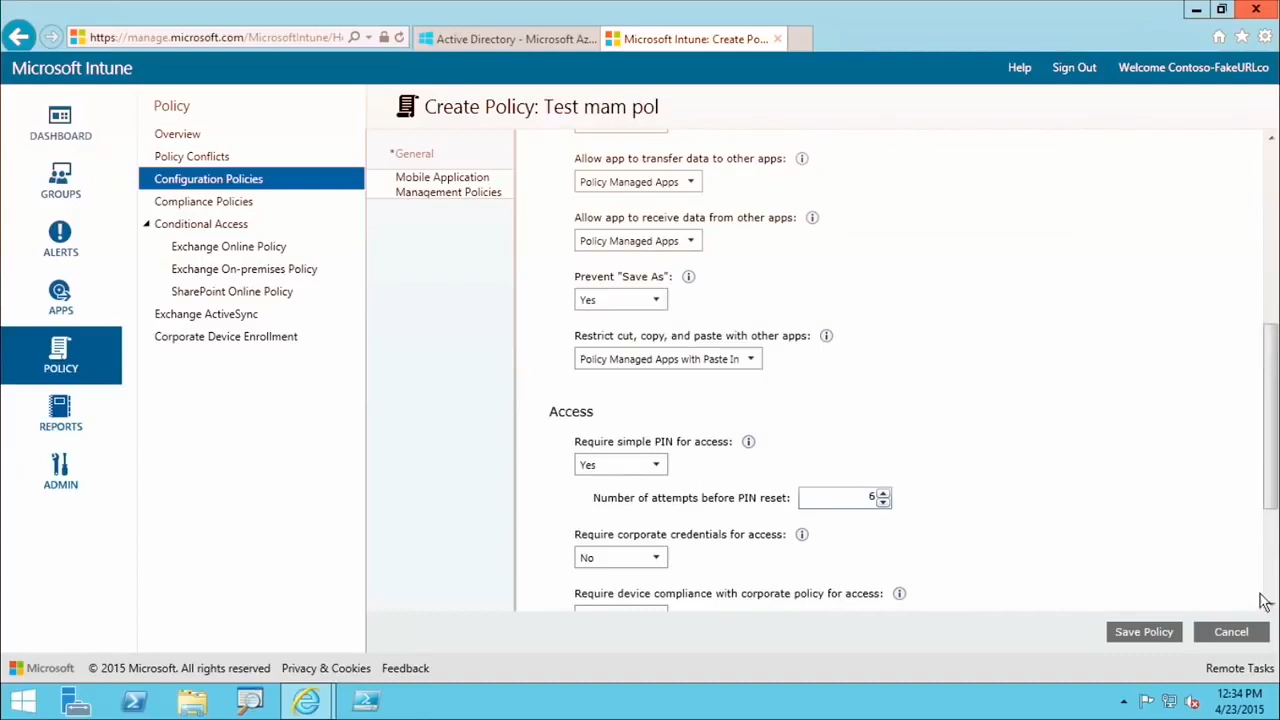 https://manage.microsoft.com/MicrosoftIntune/H
Active Directory - Microsoft Az...
Microsoft Intune: Create Po...
Microsoft Intune
Help
Sign Out
Welcome Contoso-FakeURLco
DASHBOARD
GROUPS
ALERTS
APPS
POLICY
REPORTS
ADMIN
Policy
Overview
Policy Conflicts
Configuration Policies
Compliance Policies
Conditional Access
Exchange Online Policy
Exchange On-premises Policy
SharePoint Online Policy
Exchange ActiveSync
Corporate Device Enrollment
Create Policy: Test mam pol
*General
Mobile Application
Management Policies
Allow app to transfer data to other apps:
Policy Managed Apps
Allow app to receive data from other apps:
Policy Managed Apps
Prevent "Save As":
Yes
Restrict cut, copy, and paste with other apps:
Policy Managed Apps with Paste In
Access
Require simple PIN for access:
Yes
Number of attempts before PIN reset:
6
Require corporate credentials for access:
No
Require device compliance with corporate policy for access:
Save Policy
Cancel
Microsoft
© 2015 Microsoft. All rights reserved
Privacy & Cookies
Feedback
Remote Tasks
12:34 PM
4/23/2015